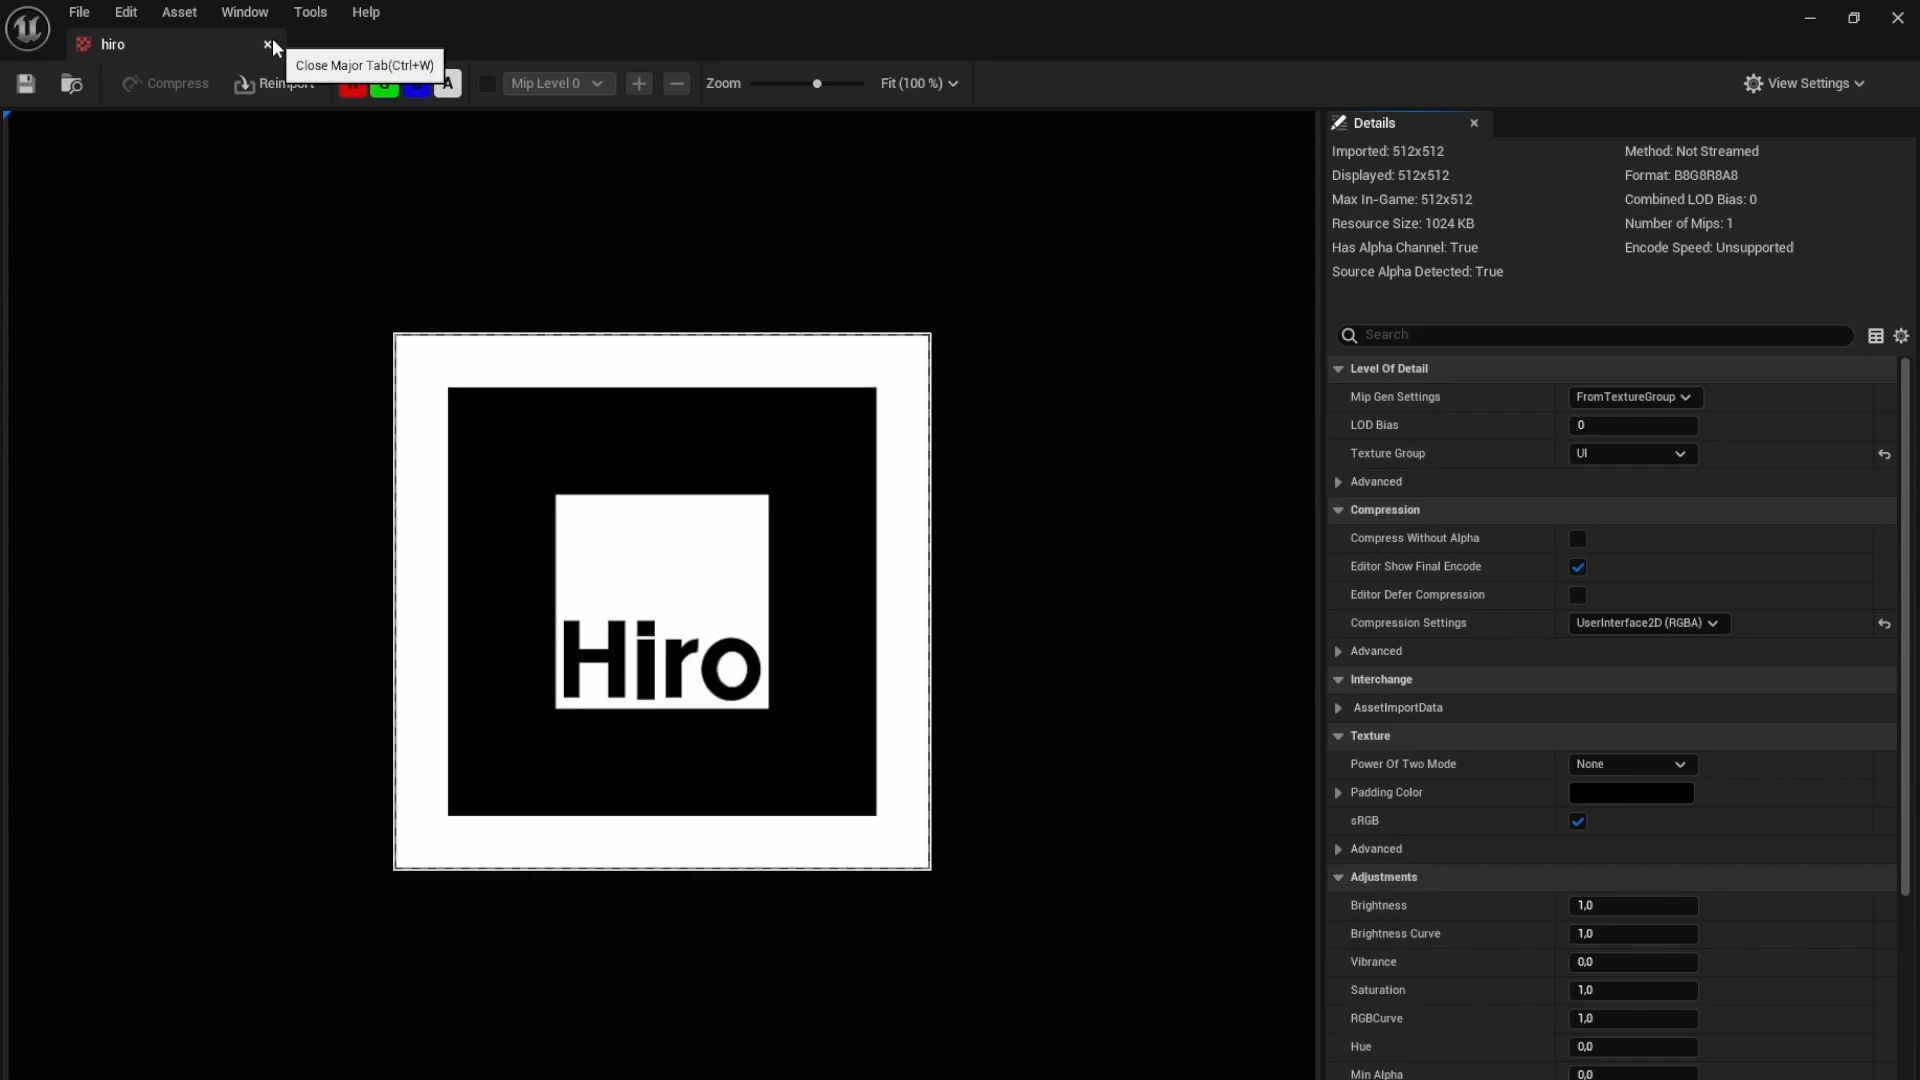 File Edit Asset Window Tools Help
hiro
Close Major Tab(Ctrl+W)
Compress Reimport A Mip Level 0 Zoom Fit (100 %) View Settings
Details
Imported: 512x512 Method: Not Streamed
Displayed: 512x512 Format: B8G8R8A8
Max In-Game: 512x512 Combined LOD Bias: 0
Resource Size: 1024 KB Number of Mips: 1
Has Alpha Channel: True Encode Speed: Unsupported
Source Alpha Detected: True
Search
Level Of Detail
Mip Gen Settings FromTextureGroup
LOD Bias 0
Texture Group UI
Advanced
Compression
Compress Without Alpha
Editor Show Final Encode
Editor Defer Compression
Compression Settings UserInterface2D (RGBA)
Advanced
Interchange
AssetImportData
Texture
Power Of Two Mode None
Padding Color
sRGB
Advanced
Adjustments
Brightness 1,0
Brightness Curve 1,0
Vibrance 0,0
Saturation 1,0
RGBCurve 1,0
Hue 0,0
Min Alpha 0,0
Hiro